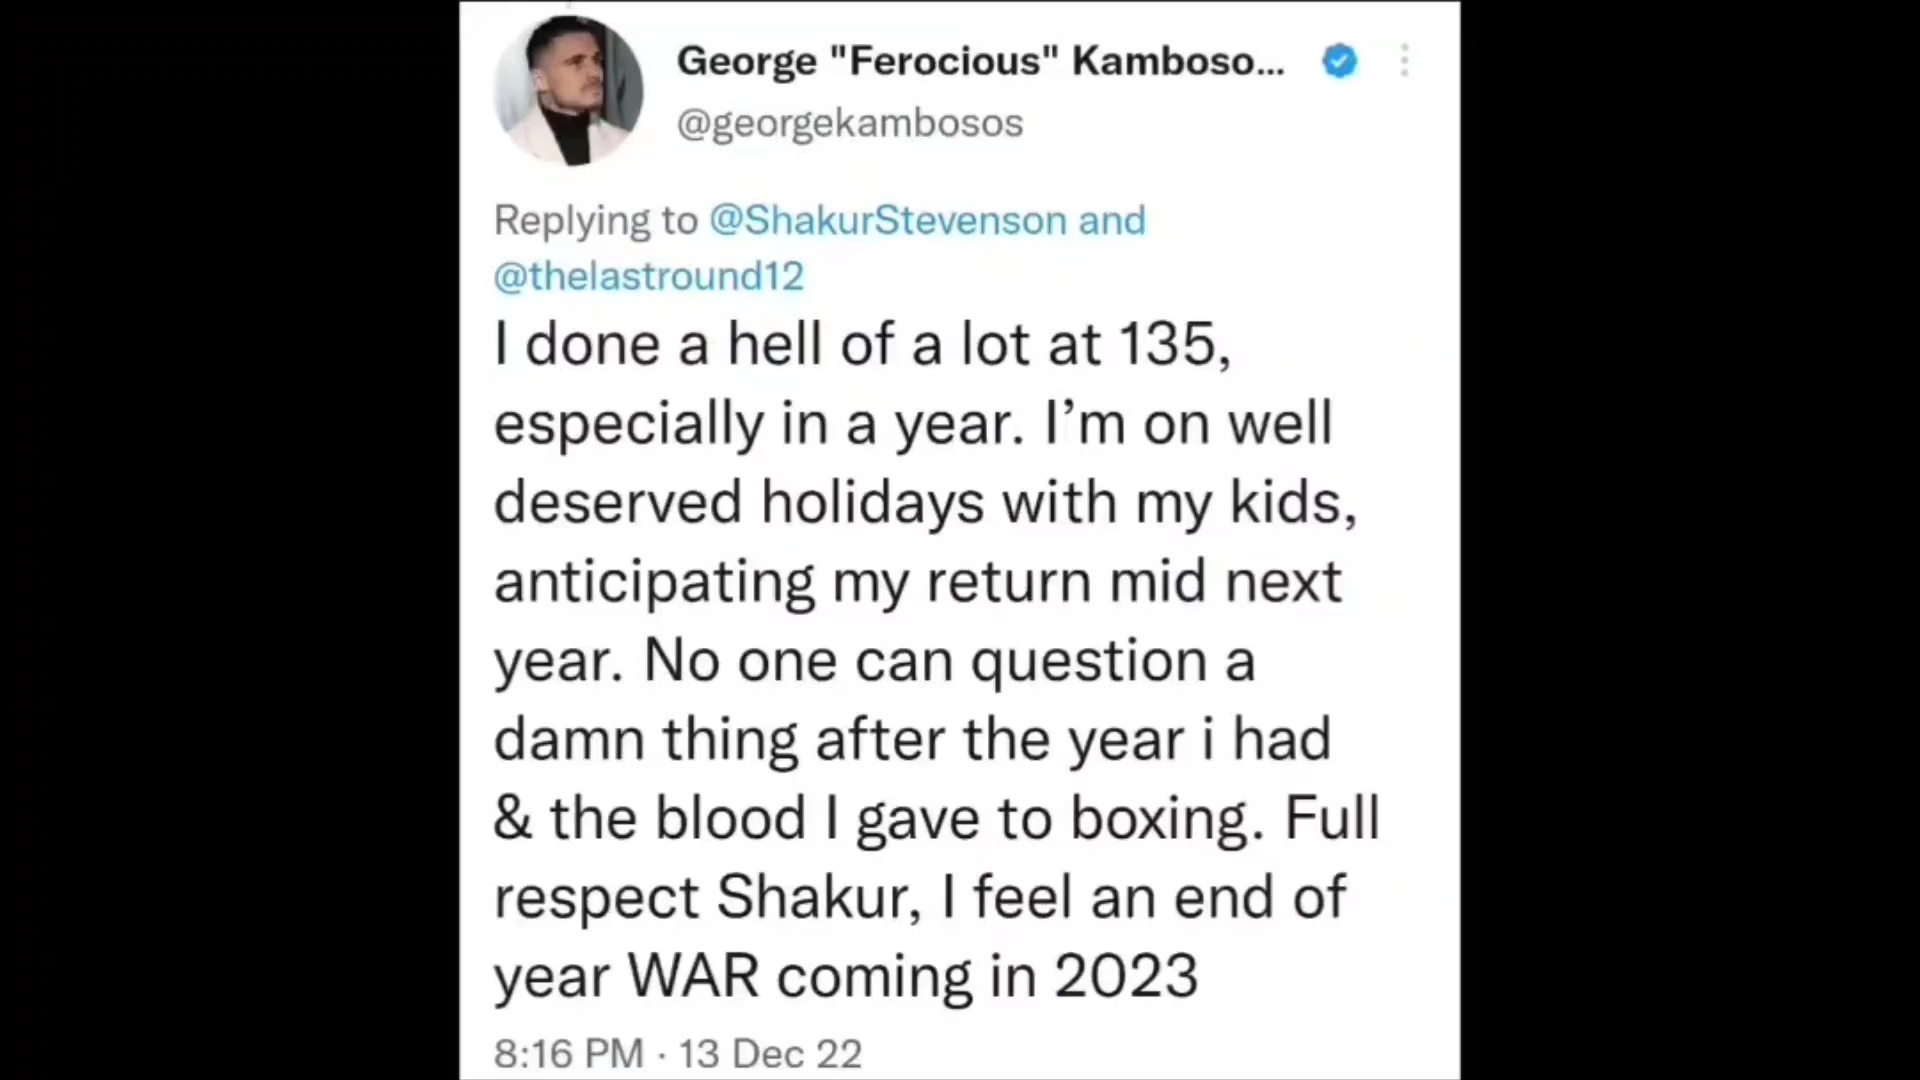 George "Ferocious" Kamboso...
@georgekambosos
Replying to @ShakurStevenson and
@thelastround12
I done a hell of a lot at 135,
especially in a year. I’m on well
deserved holidays with my kids,
anticipating my return mid next
year. No one can question a
damn thing after the year i had
& the blood I gave to boxing. Full
respect Shakur, I feel an end of
year WAR coming in 2023
8:16 PM · 13 Dec 22